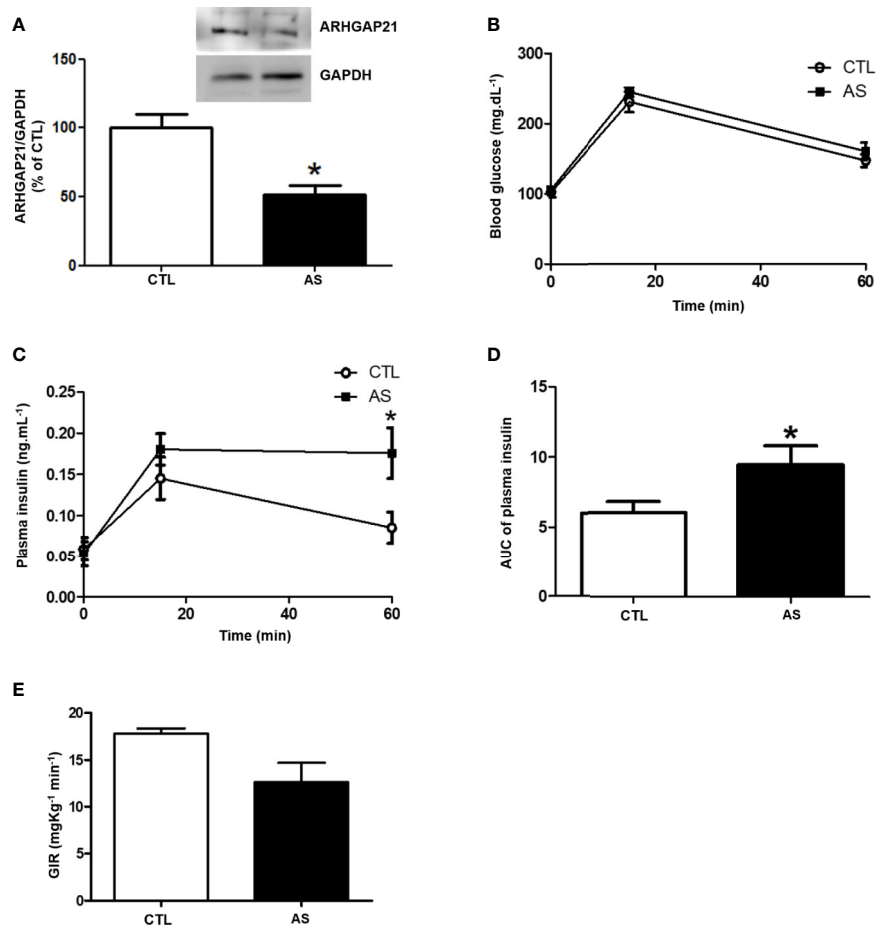 A
ARHGAP21
GAPDH
ARHGAP21/GAPDH
(% of CTL)
150
100
50
0
*
CTL
AS
B
CTL
AS
Blood glucose (mg.dL⁻¹)
300
250
200
150
100
50
0
0
20
40
60
Time (min)
C
CTL
AS
Plasma insulin (ng.mL⁻¹)
0.25
0.20
0.15
0.10
0.05
0.00
*
0
20
40
60
Time (min)
D
AUC of plasma insulin
15
10
5
0
*
CTL
AS
E
GIR (mgKg⁻¹ min⁻¹)
20
15
10
5
0
CTL
AS